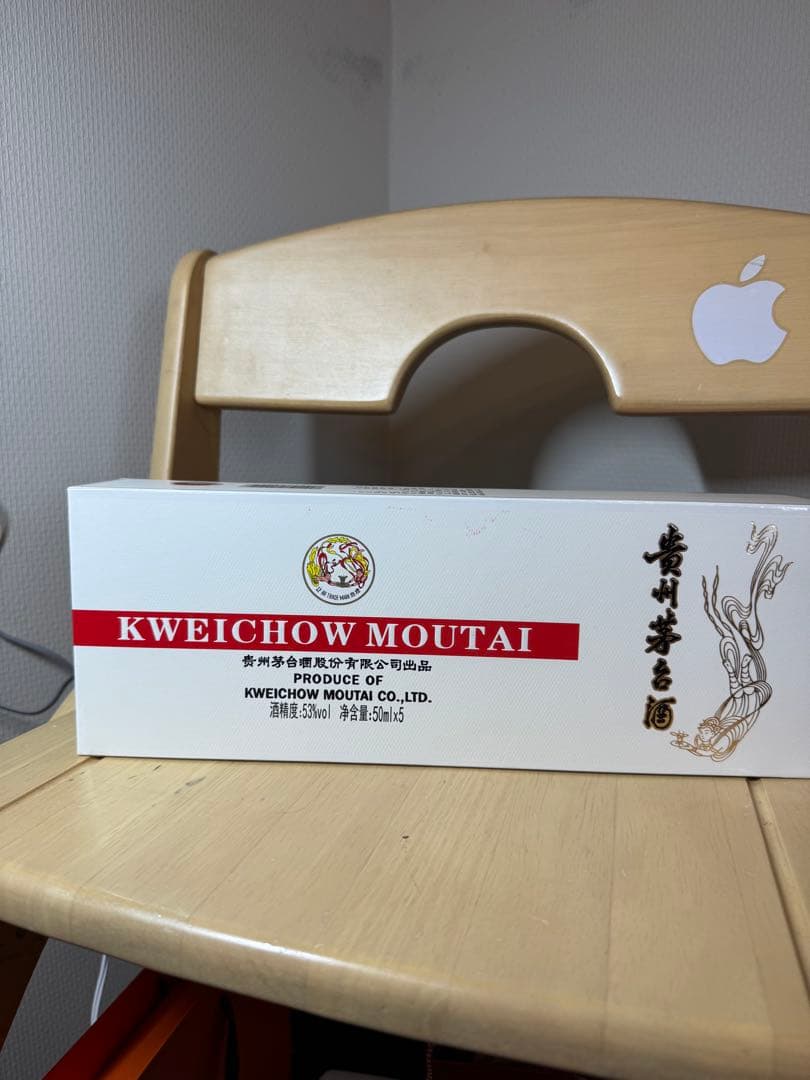 KWEICHOW MOUTAI
贵州茅台酒股份有限公司出品
PRODUCE OF
KWEICHOW MOUTAI CO.,LTD.
酒精度:53%vol 净含量:50ml×5
貴州茅台酒